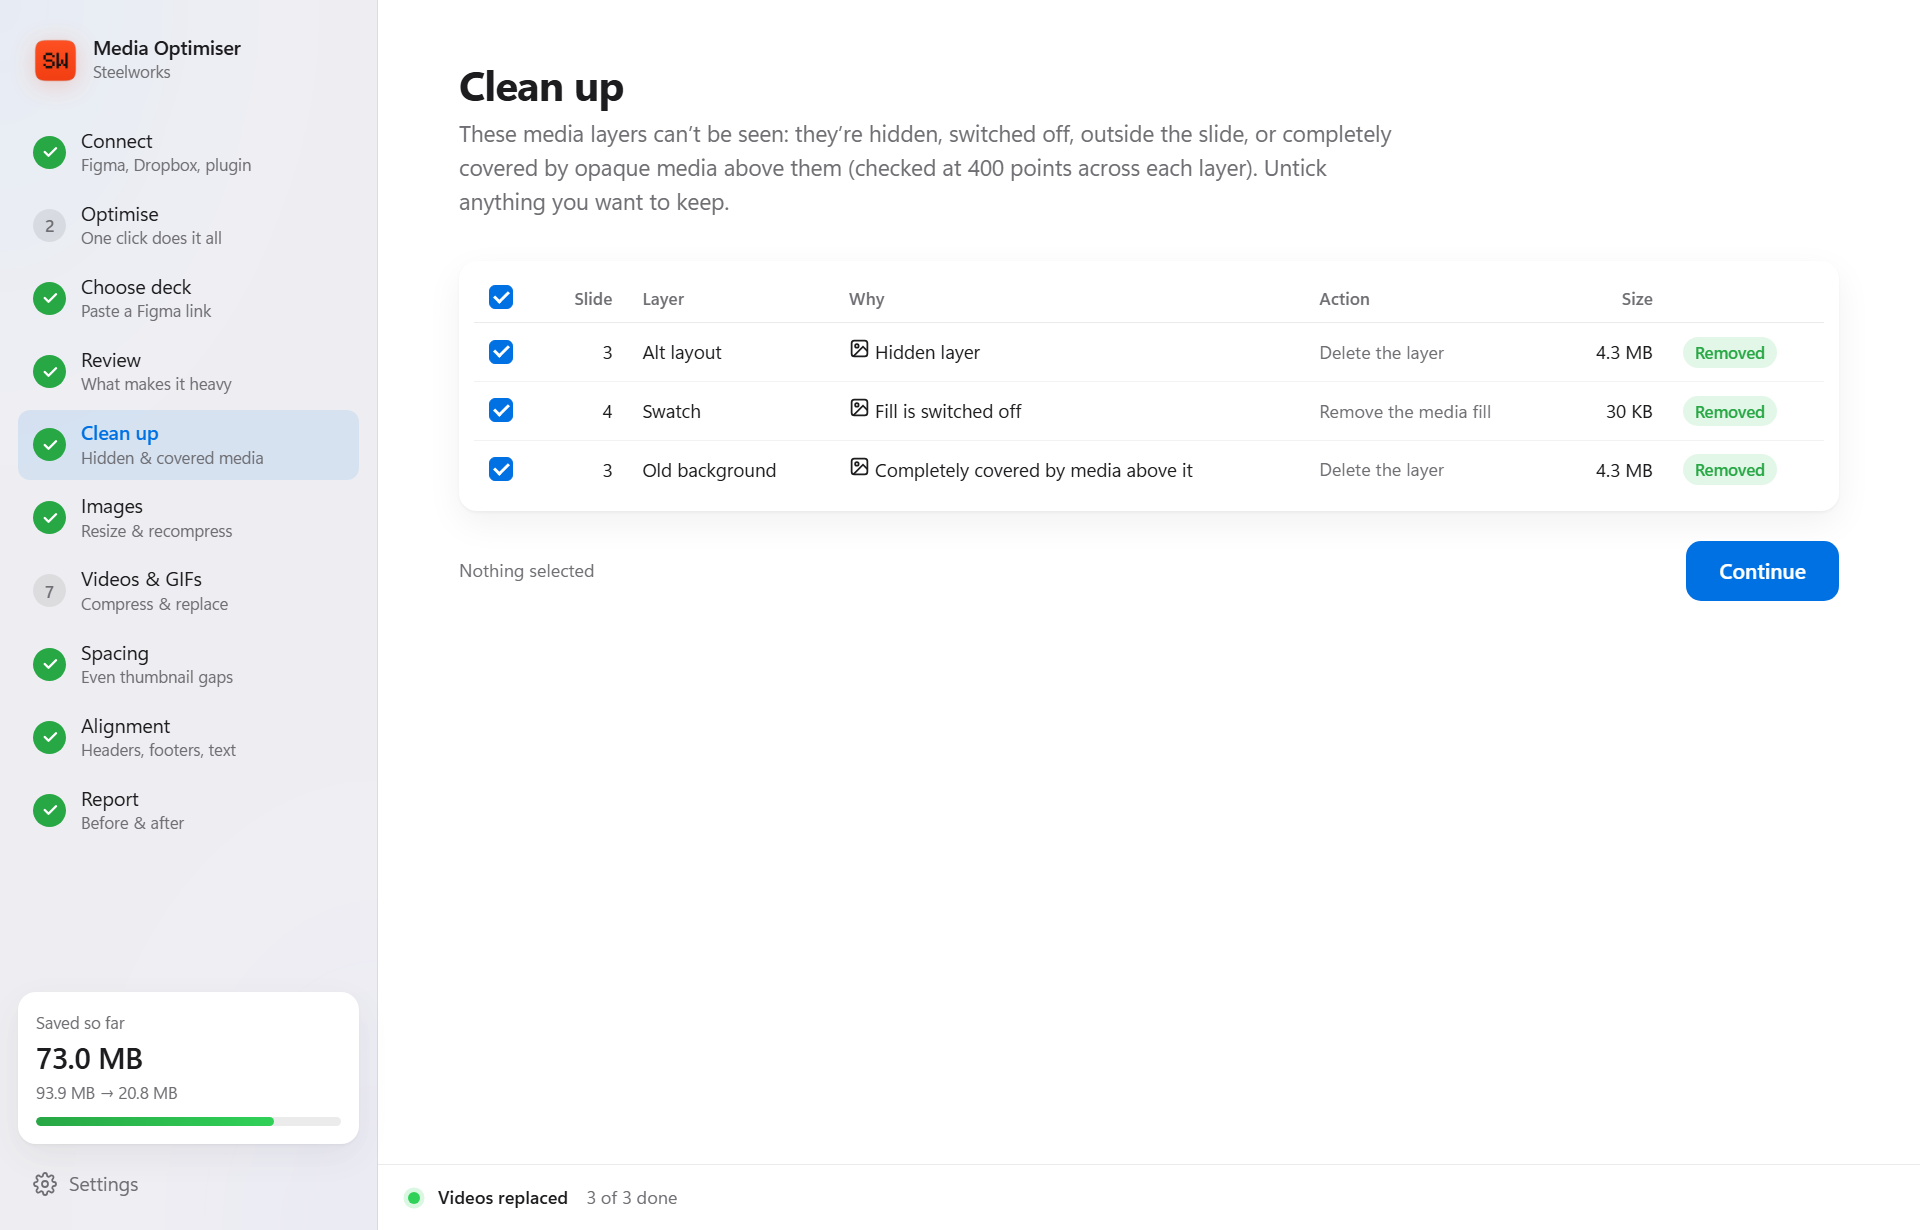 SW
Media Optimiser
Steelworks
Connect
Figma, Dropbox, plugin
2
Optimise
One click does it all
Choose deck
Paste a Figma link
Review
What makes it heavy
Clean up
Hidden & covered media
Images
Resize & recompress
7
Videos & GIFs
Compress & replace
Spacing
Even thumbnail gaps
Alignment
Headers, footers, text
Report
Before & after
Saved so far
73.0 MB
93.9 MB → 20.8 MB
Settings
Clean up
These media layers can’t be seen: they’re hidden, switched off, outside the slide, or completely
covered by opaque media above them (checked at 400 points across each layer). Untick
anything you want to keep.
Slide Layer Why Action Size
3 Alt layout Hidden layer Delete the layer 4.3 MB Removed
4 Swatch Fill is switched off Remove the media fill 30 KB Removed
3 Old background Completely covered by media above it Delete the layer 4.3 MB Removed
Nothing selected
Continue
Videos replaced 3 of 3 done